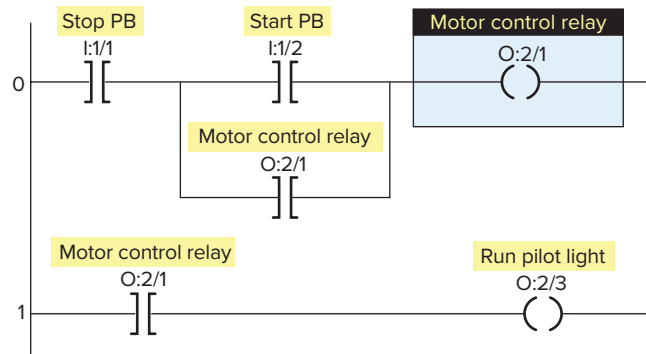 Stop PB
I:1/1
Start PB
I:1/2
Motor control relay
O:2/1
0
Motor control relay
O:2/1
Motor control relay
O:2/1
Run pilot light
O:2/3
1